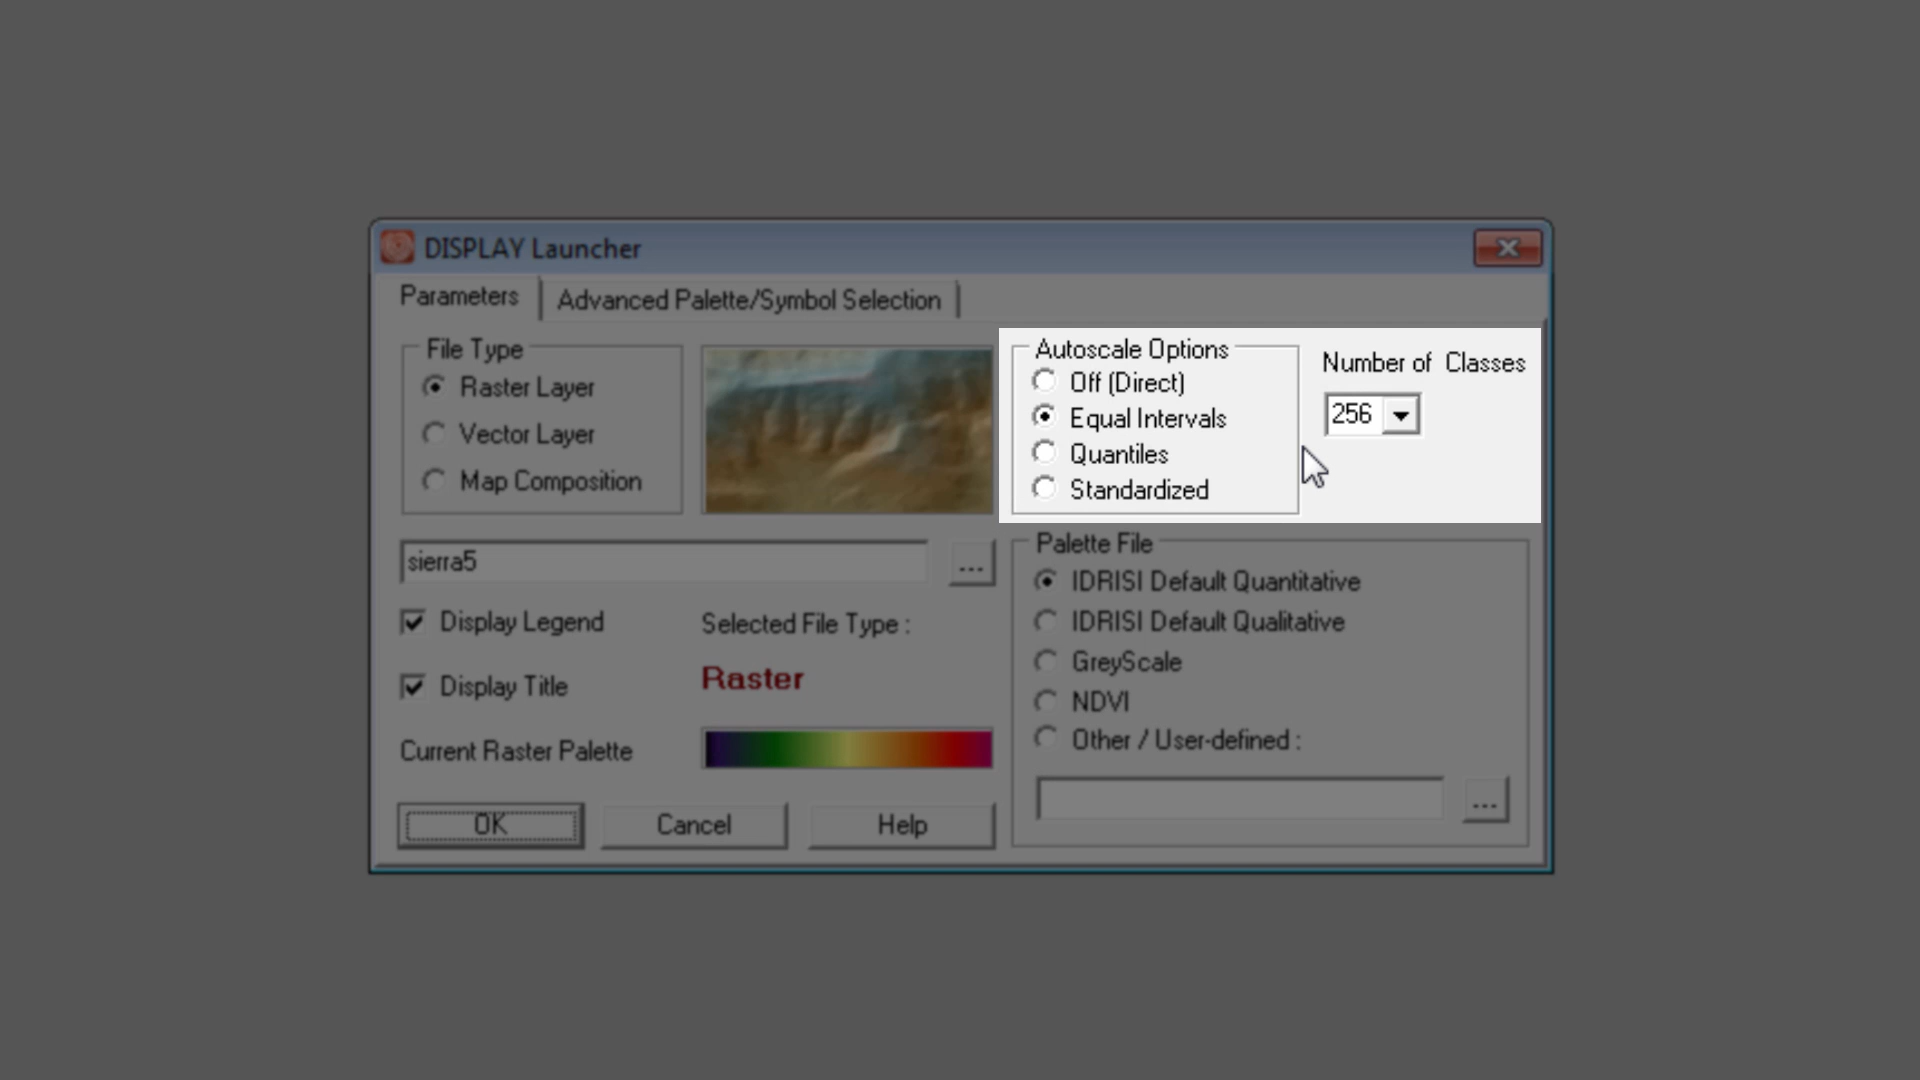 DISPLAY Launcher
Parameters
Advanced Palette/Symbol Selection
File Type
Raster Layer
Vector Layer
Map Composition
Autoscale Options
Off (Direct)
Equal Intervals
Quantiles
Standardized
Number of Classes
256
sierra5
...
Display Legend
Display Title
Selected File Type :
Raster
Current Raster Palette
OK
Cancel
Help
Palette File
IDRISI Default Quantitative
IDRISI Default Qualitative
GreyScale
NDVI
Other / User-defined :
...